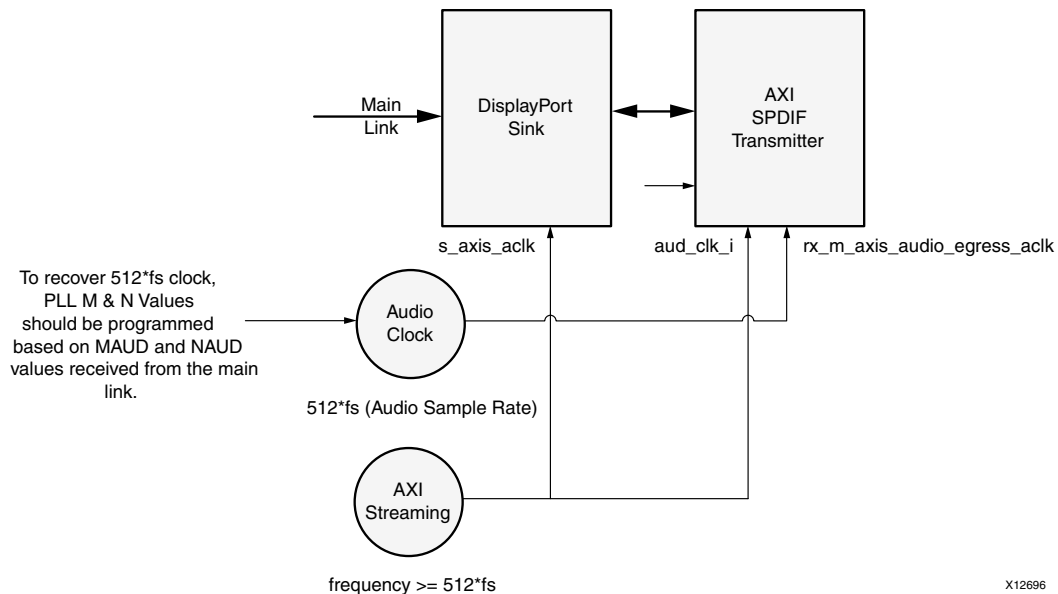 Main
Link
DisplayPort
Sink
AXI
SPDIF
Transmitter
s_axis_aclk
aud_clk_i
rx_m_axis_audio_egress_aclk
To recover 512*fs clock,
PLL M & N Values
should be programmed
based on MAUD and NAUD
values received from the main
link.
Audio
Clock
512*fs (Audio Sample Rate)
AXI
Streaming
frequency >= 512*fs
X12696